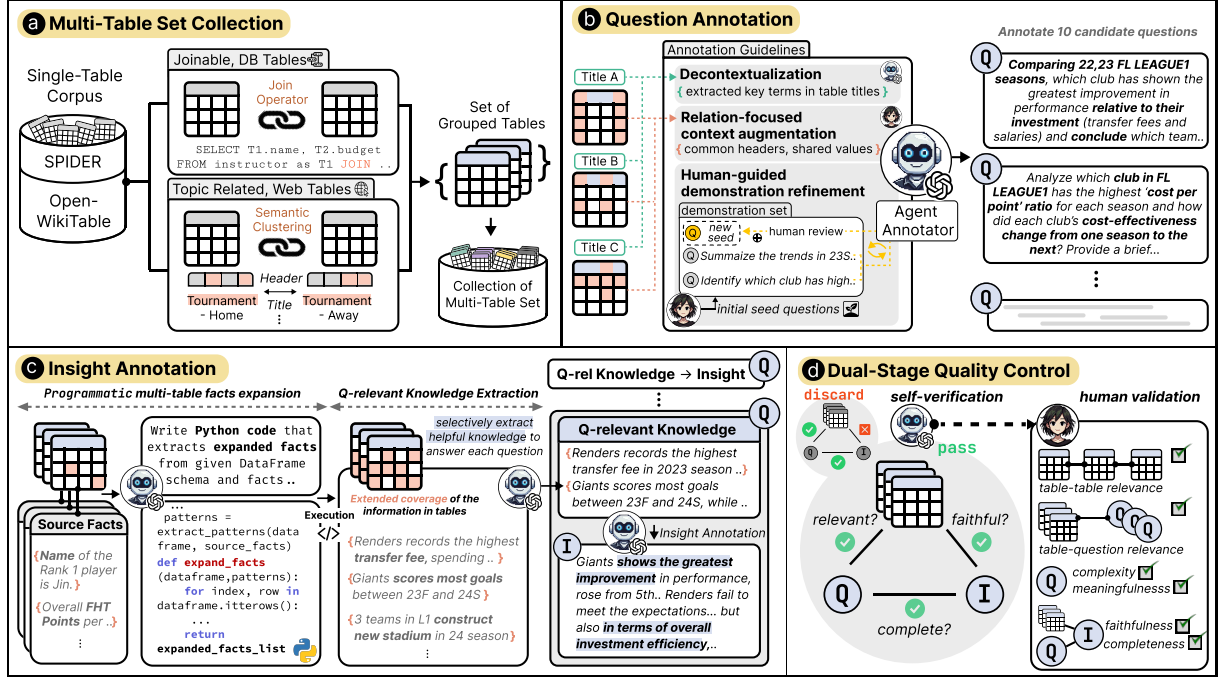 a Multi-Table Set Collection
Single-Table
Corpus
SPIDER
Open-
WikiTable
Joinable, DB Tables
Join
Operator
SELECT T1.name, T2.budget
FROM instructor as T1 JOIN ..
Topic Related, Web Tables
Semantic
Clustering
Header
Title
Tournament
- Home
Tournament
- Away
⋮
Set of
Grouped Tables
{ }
Collection of
Multi-Table Set
b Question Annotation
Title A
Title B
Title C
Annotation Guidelines
Decontextualization
{ extracted key terms in table titles }
Relation-focused
context augmentation
{ common headers, shared values }
Human-guided
demonstration refinement
demonstration set
Q new
seed
human review
Q Summaize the trends in 23S..
Q Identify which club has high..
initial seed questions
Agent
Annotator
Annotate 10 candidate questions
Q
Comparing 22,23 FL LEAGUE1
seasons, which club has shown the
greatest improvement in
performance relative to their
investment (transfer fees and
salaries) and conclude which team..
Q
Analyze which club in FL
LEAGUE1 has the highest ‘cost per
point’ ratio for each season and how
did each club’s cost-effectiveness
change from one season to the
next? Provide a brief...
⋮
Q
c Insight Annotation
Programmatic multi-table facts expansion
Source Facts
{Name of the
Rank 1 player
is Jin. }
{Overall FHT
Points per ..}
⋮
Write Python code that
extracts expanded facts
from given DataFrame
schema and facts..
...
patterns =
extract_patterns(data
frame, source_facts)
def expand_facts
(dataframe,patterns):
for index, row in
dataframe.itterows():
...
return
expanded_facts_list
Execution
</>
Q-relevant Knowledge Extraction
selectively extract
helpful knowledge to
answer each question
Extended coverage of the
information in tables
{Renders records the highest
transfer fee, spending .. }
{Giants scores most goals
between 23F and 24S }
{3 teams in L1 construct
new stadium in 24 season}
⋮
Q-rel Knowledge → Insight
Q
⋮
Q
Q-relevant Knowledge
{Renders records the highest
transfer fee in 2023 season ..}
{Giants scores most goals
between 23F and 24S, while ..
Insight Annotation
I
Giants shows the greatest
improvement in performance,
rose from 5th.. Renders fail to
meet the expectations... but
also in terms of overall
investment efficiency,..
d Dual-Stage Quality Control
discard
Q
I
self-verification
pass
relevant?
faithful?
Q
I
complete?
human validation
table-table relevance
Q
Q
Q
table-question relevance
Q
complexity
meaningfulnesss
Q
I
faithfulness
completeness